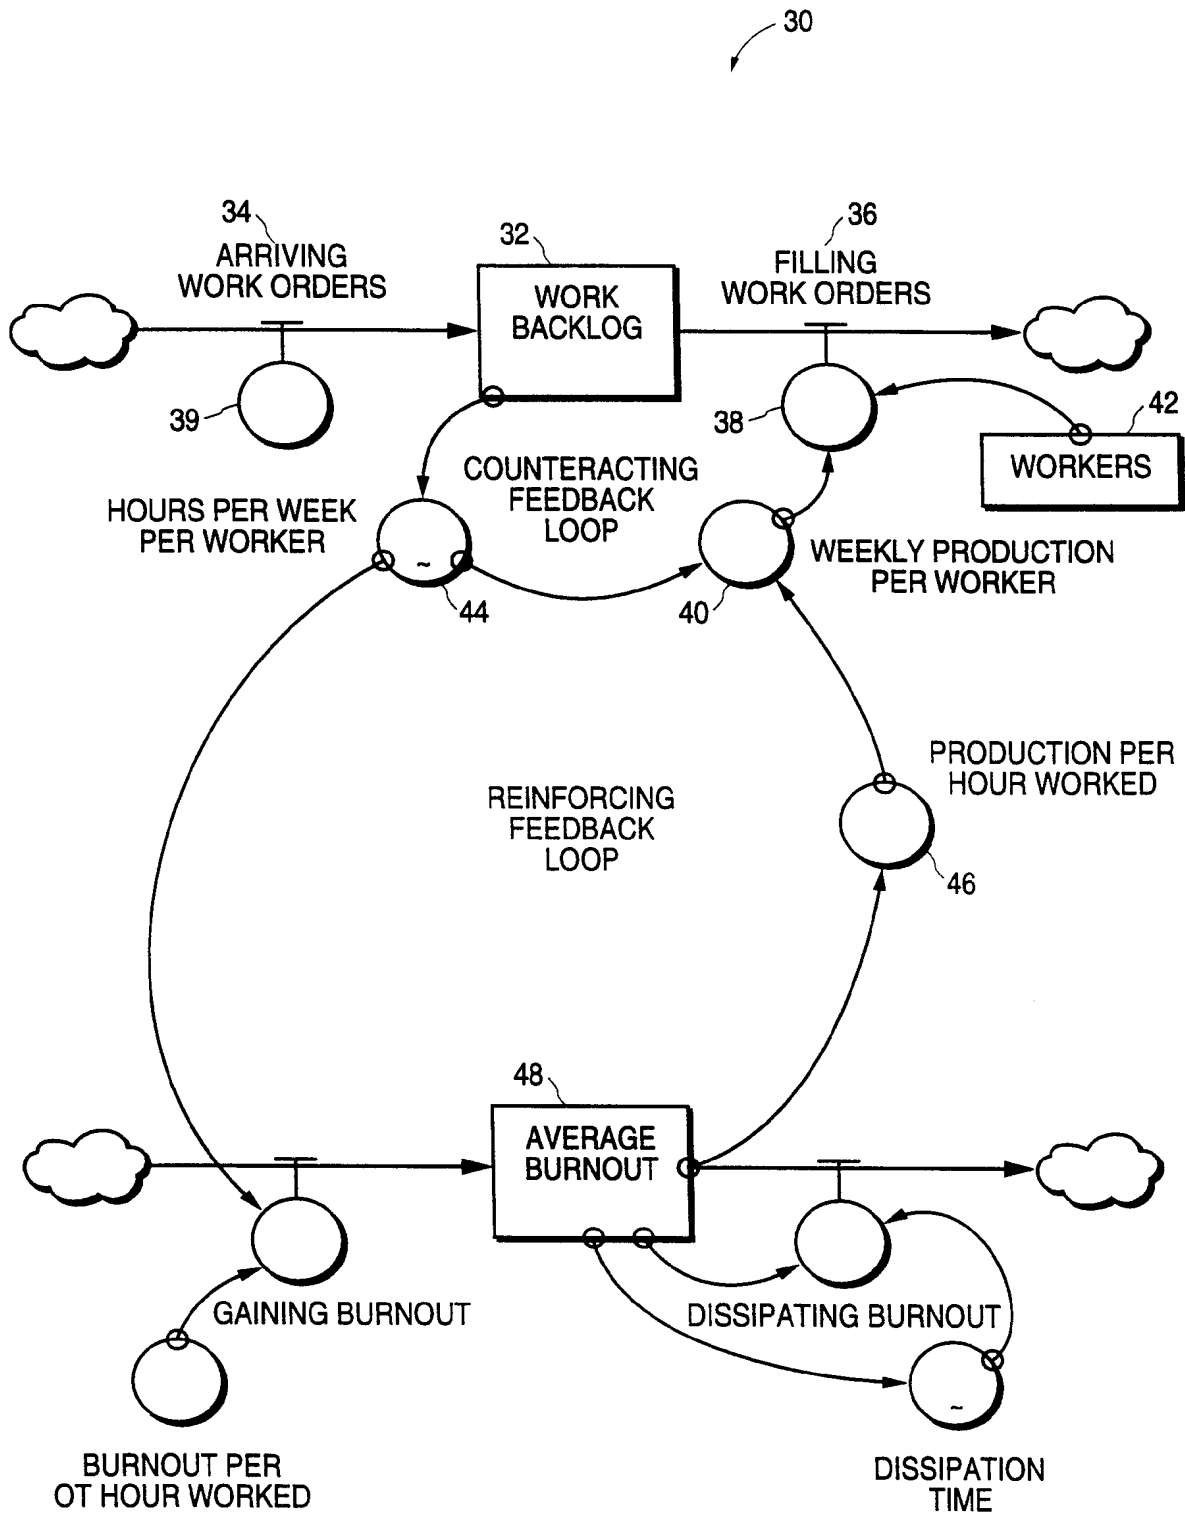 30
34
ARRIVING
WORK ORDERS
32
WORK
BACKLOG
36
FILLING
WORK ORDERS
39
38
42
WORKERS
COUNTERACTING
FEEDBACK
LOOP
HOURS PER WEEK
PER WORKER
~
44
40
WEEKLY PRODUCTION
PER WORKER
PRODUCTION PER
HOUR WORKED
46
REINFORCING
FEEDBACK
LOOP
48
AVERAGE
BURNOUT
GAINING BURNOUT
DISSIPATING BURNOUT
~
BURNOUT PER
OT HOUR WORKED
DISSIPATION
TIME